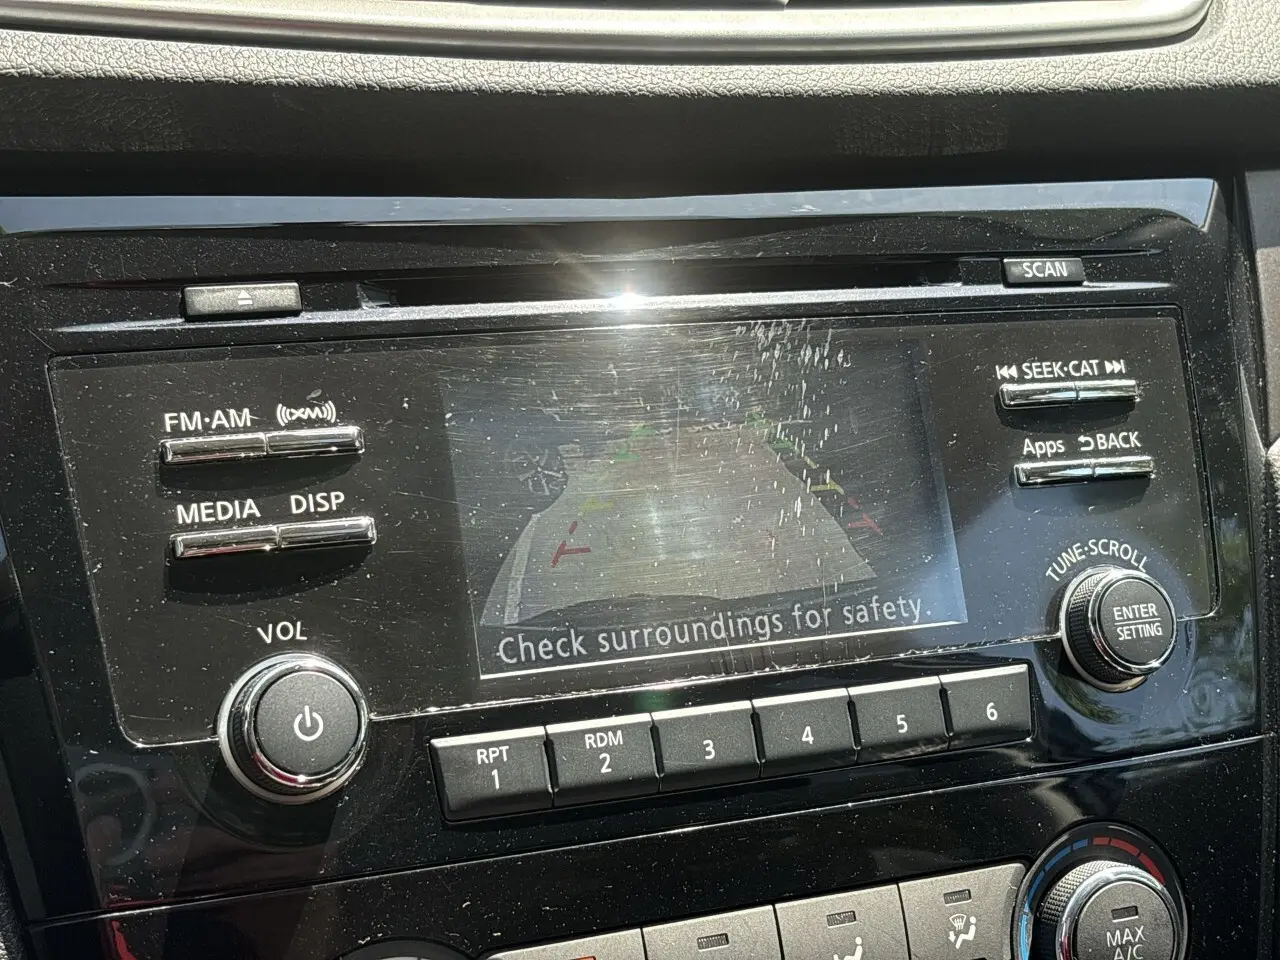 SCAN
SEEK·CAT
FM·AM (((XM)))
Apps BACK
MEDIA DISP
TUNE·SCROLL
ENTER
SETTING
VOL
Check surroundings for safety.
RPT
1
RDM
2
3
4
5
6
MAX
A/C